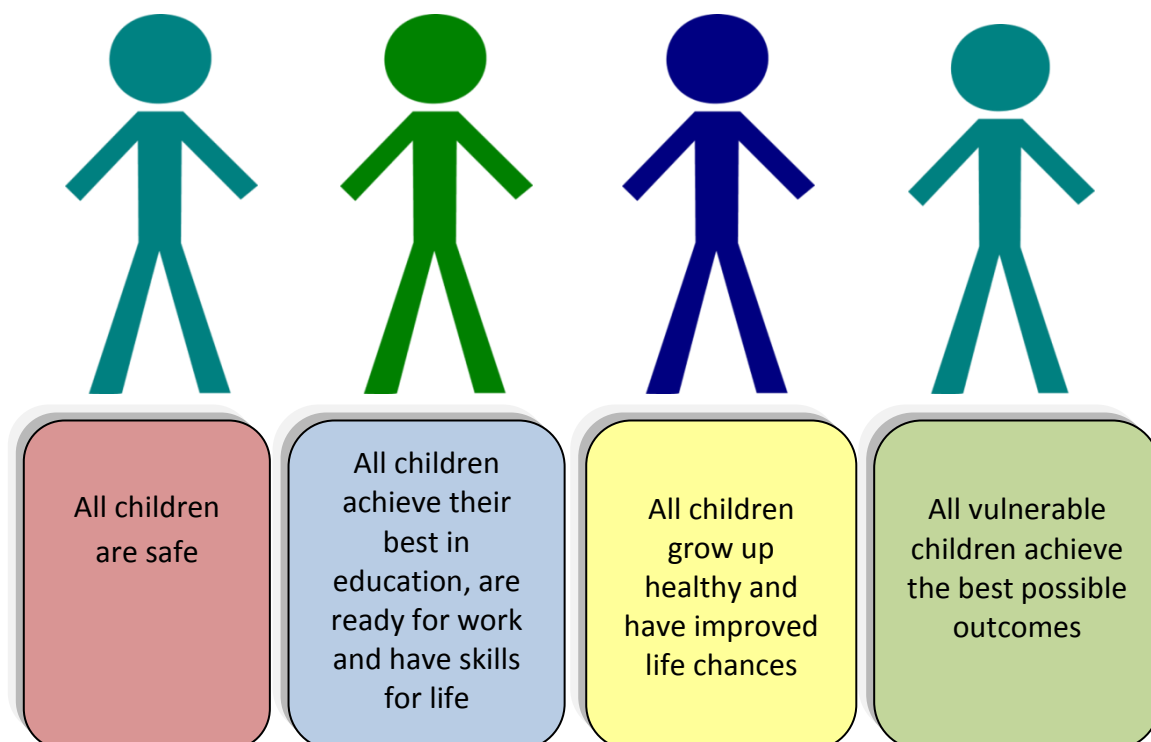 All children
are safe
All children
achieve their
best in
education, are
ready for work
and have skills
for life
All children
grow up
healthy and
have improved
life chances
All vulnerable
children achieve
the best possible
outcomes